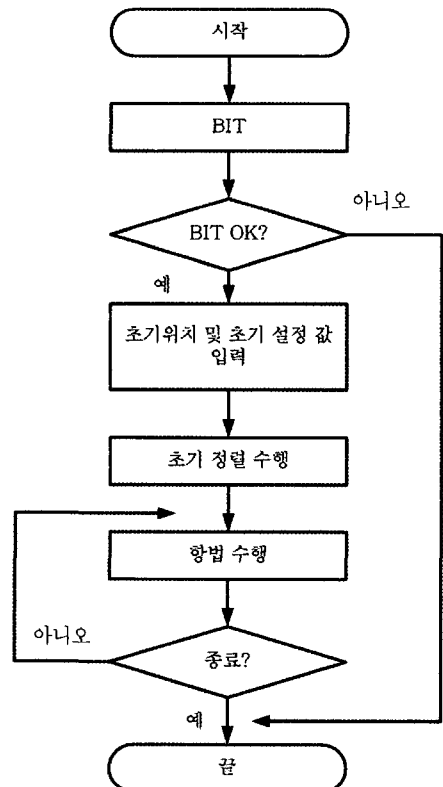 시작
BIT
BIT OK?
아니오
예
초기위치 및 초기 설정 값
입력
초기 정렬 수행
항법 수행
아니오
종료?
예
끝